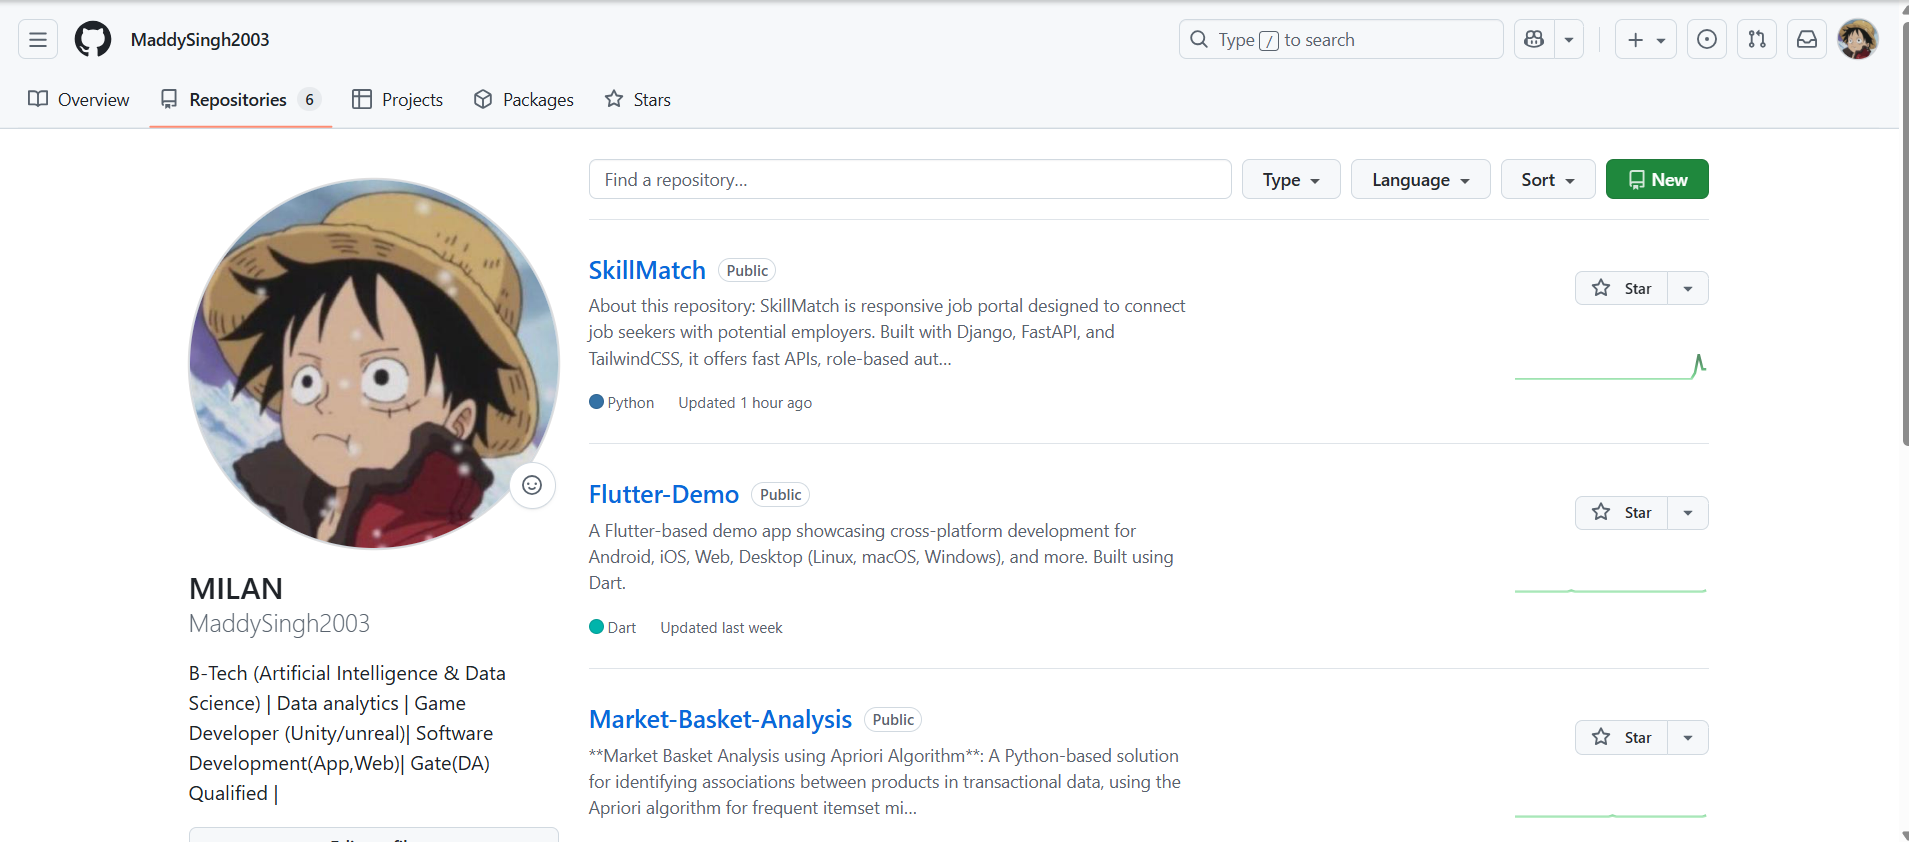 MaddySingh2003
Type / to search
Overview
Repositories 6
Projects
Packages
Stars
Find a repository...
Type
Language
Sort
New
MILAN
MaddySingh2003
B-Tech (Artificial Intelligence & Data
Science) | Data analytics | Game
Developer (Unity/unreal)| Software
Development(App,Web)| Gate(DA)
Qualified |
SkillMatch Public
Star
About this repository: SkillMatch is responsive job portal designed to connect
job seekers with potential employers. Built with Django, FastAPI, and
TailwindCSS, it offers fast APIs, role-based aut...
Python Updated 1 hour ago
Flutter-Demo Public
Star
A Flutter-based demo app showcasing cross-platform development for
Android, iOS, Web, Desktop (Linux, macOS, Windows), and more. Built using
Dart.
Dart Updated last week
Market-Basket-Analysis Public
Star
**Market Basket Analysis using Apriori Algorithm**: A Python-based solution
for identifying associations between products in transactional data, using the
Apriori algorithm for frequent itemset mi...